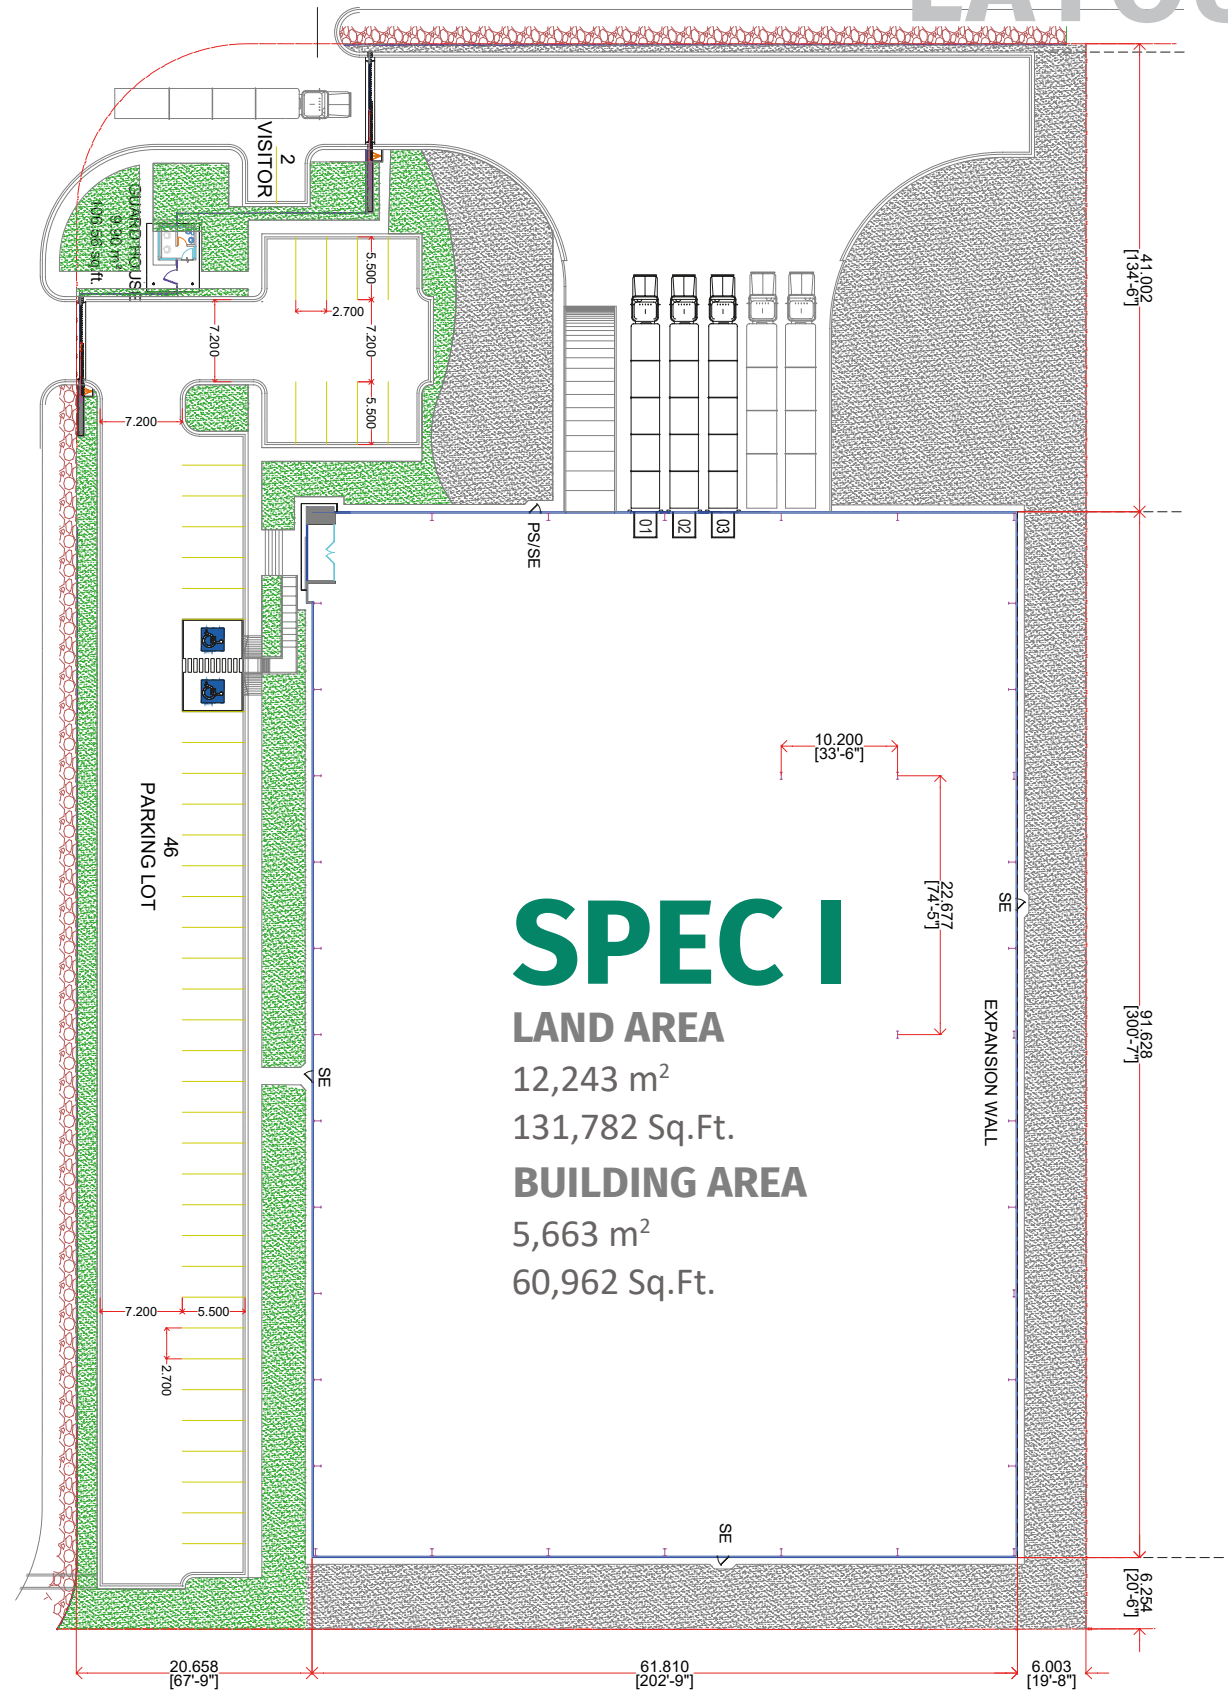 LAYOU
2
VISITOR
GUARD HOUSE
9.90 m²
106.56 sq ft.
5.500
2.700
7.200
7.200
5.500
7.200
41.002
[134'-6"]
PS/SE
01
02
03
10.200
[33'-6"]
22.677
[74'-5"]
SE
46
PARKING LOT
SPEC I
LAND AREA
12,243 m²
131,782 Sq.Ft.
BUILDING AREA
5,663 m²
60,962 Sq.Ft.
EXPANSION WALL
91.628
[300'-7"]
SE
7.200
5.500
2.700
SE
6.254
[20'-6"]
20.658
[67'-9"]
61.810
[202'-9"]
6.003
[19'-8"]